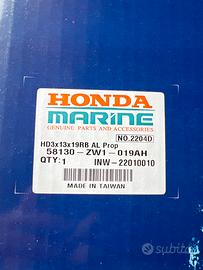 HONDA
MARINE
GENUINE PARTS AND ACCESSORIES
NO.2204D
HD3x13x19RB AL Prop
58130-ZW1-019AH
QTY:1 INW-22010010
MADE IN TAIWAN
subito